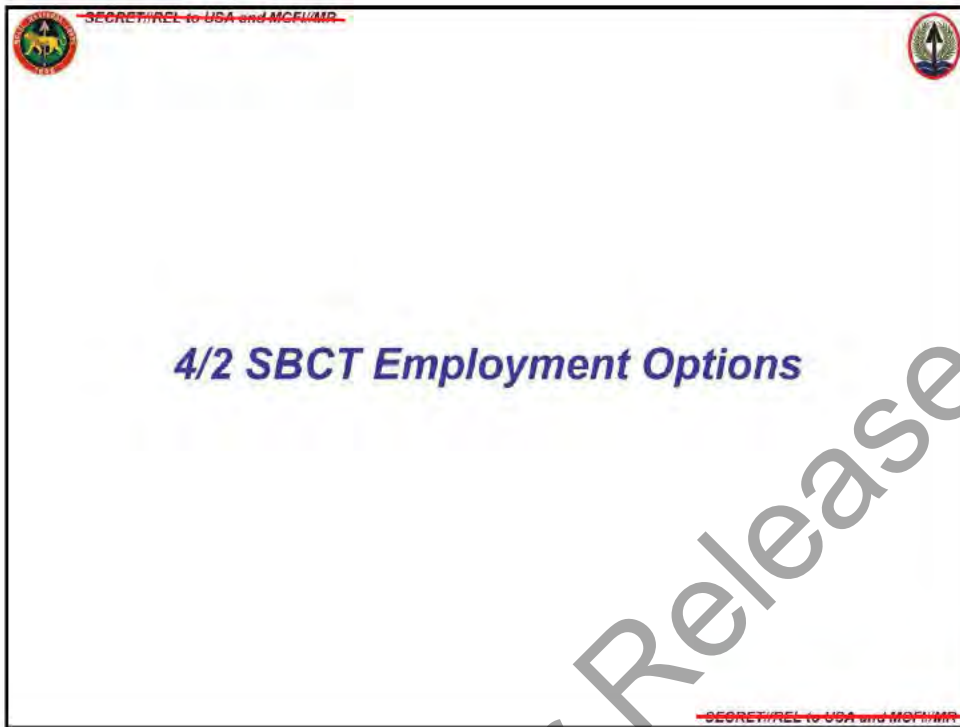 SECRET//REL to USA and MCFI//MR
4/2 SBCT Employment Options
Release
SECRET//REL to USA and MCFI//MR